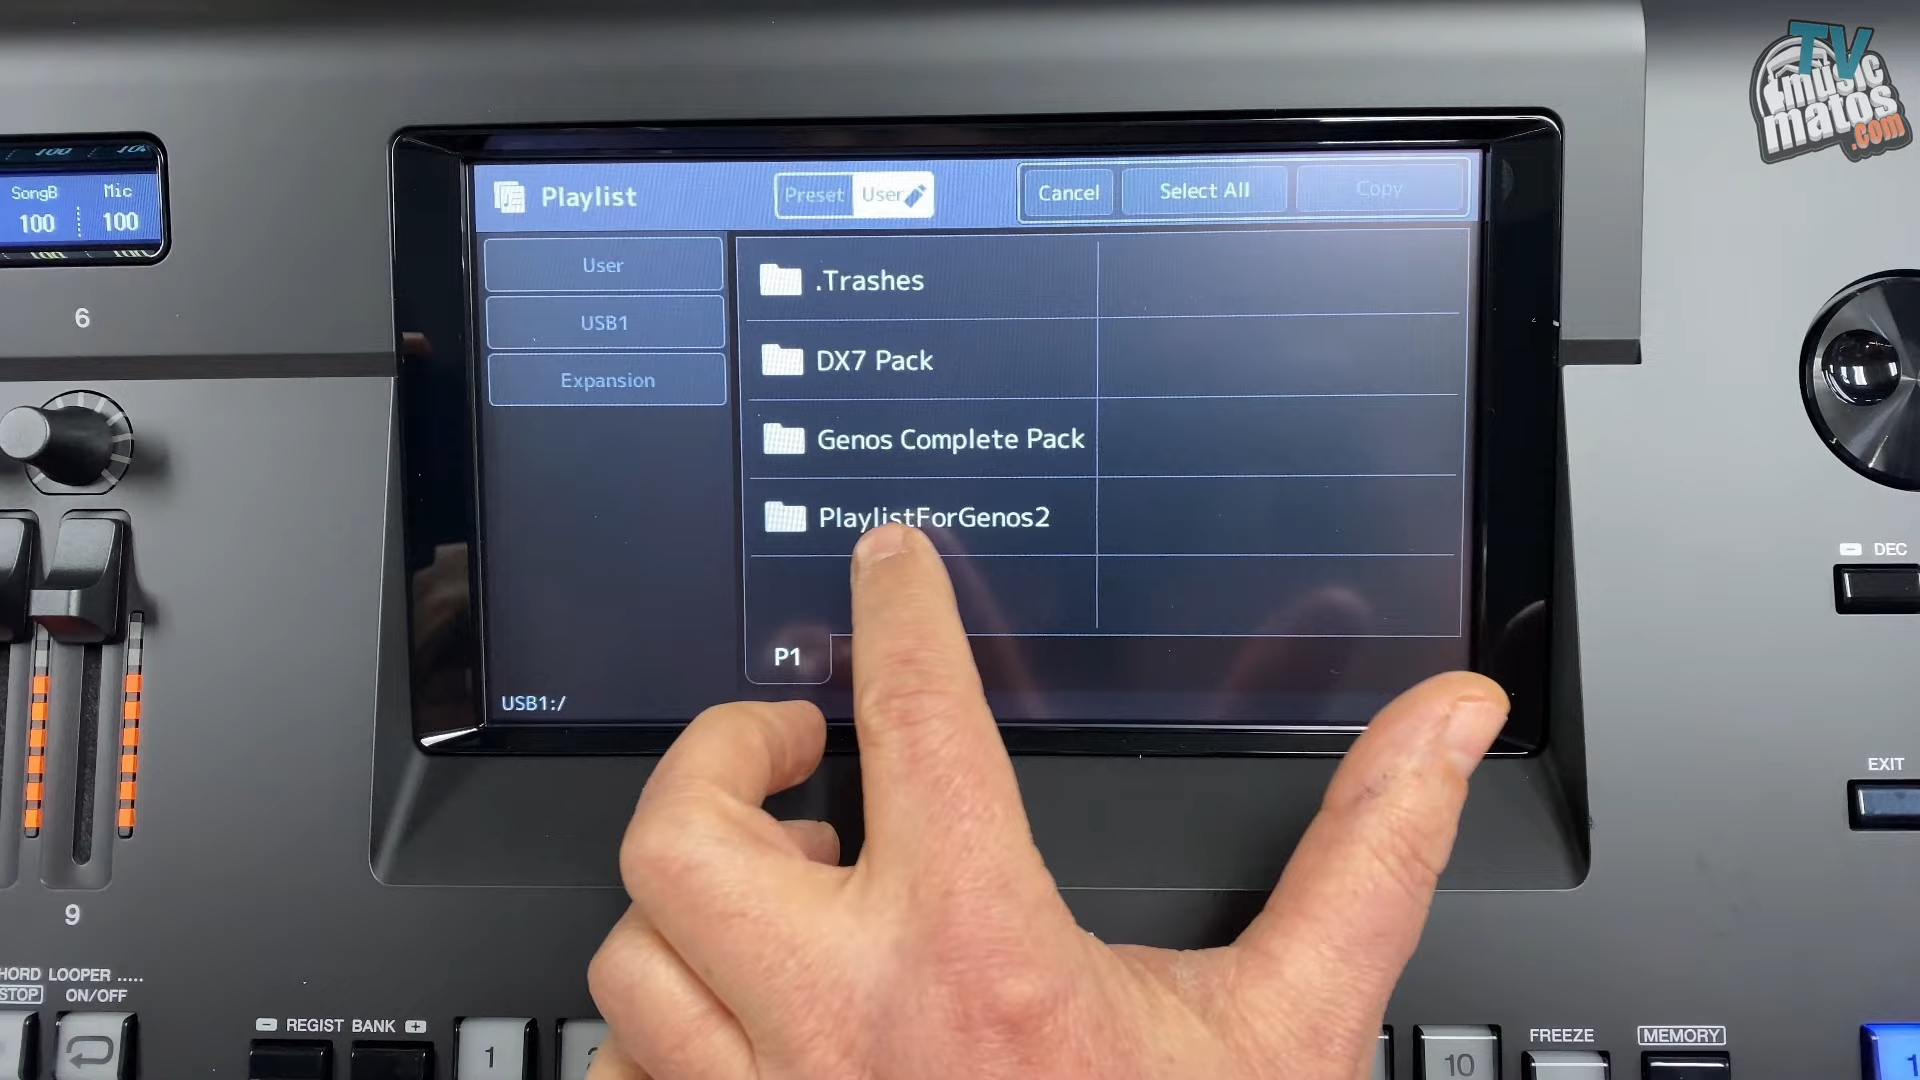 TV
music
matos
.com
SongB Mic
100 100
6
Playlist
Preset User
Cancel Select All Copy
User
USB1
Expansion
.Trashes
DX7 Pack
Genos Complete Pack
PlaylistForGenos2
P1
USB1:/
DEC
EXIT
9
LOOPER .....
STOP ON/OFF
REGIST BANK
1
10
FREEZE
MEMORY